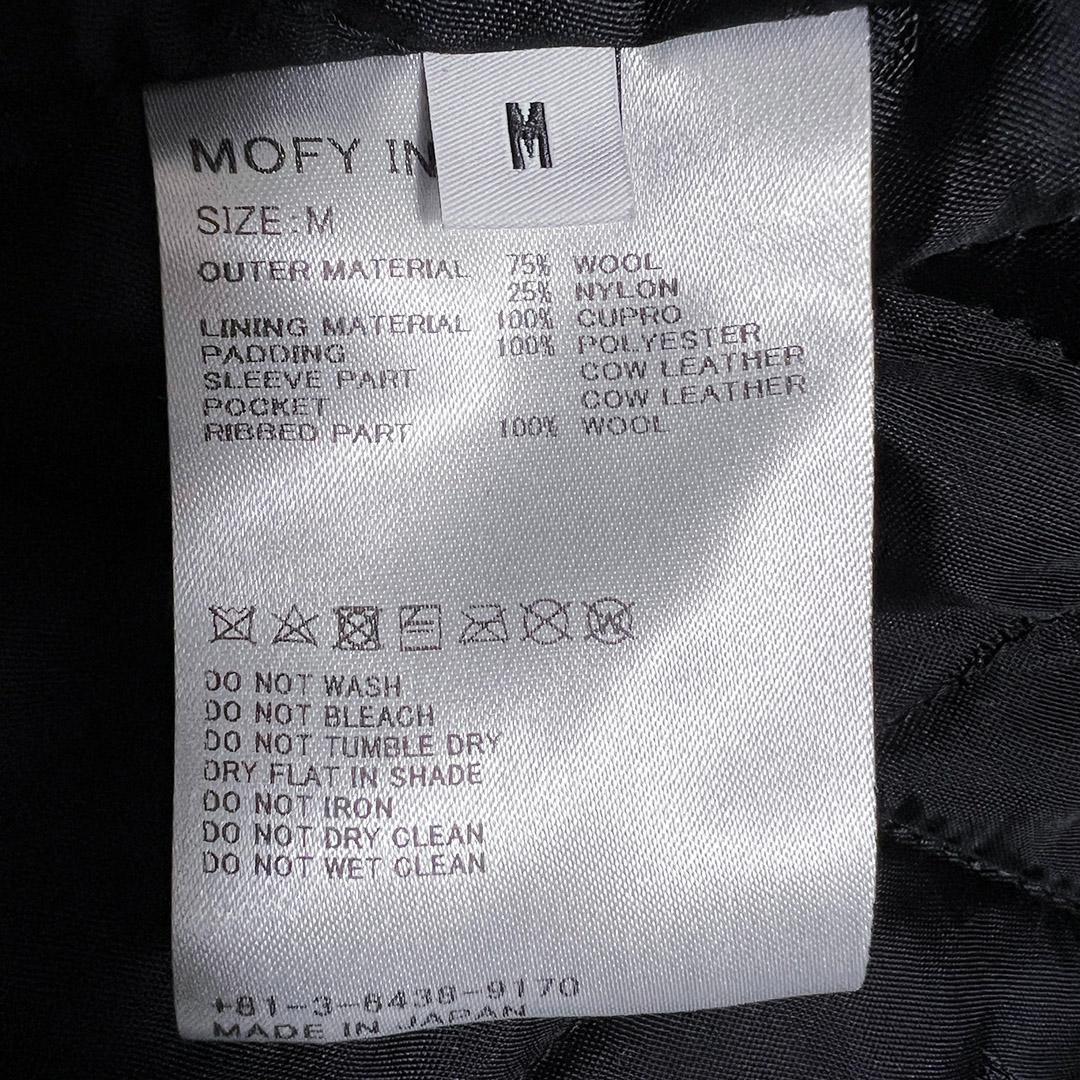 M
MOFY IN
SIZE:M
OUTER MATERIAL 75% WOOL
25% NYLON
LINING MATERIAL 100% CUPRO
PADDING 100% POLYESTER
SLEEVE PART COW LEATHER
POCKET COW LEATHER
RIBBED PART 100% WOOL
DO NOT WASH
DO NOT BLEACH
DO NOT TUMBLE DRY
DRY FLAT IN SHADE
DO NOT IRON
DO NOT DRY CLEAN
DO NOT WET CLEAN
+81-3-6438-9170
MADE IN JAPAN